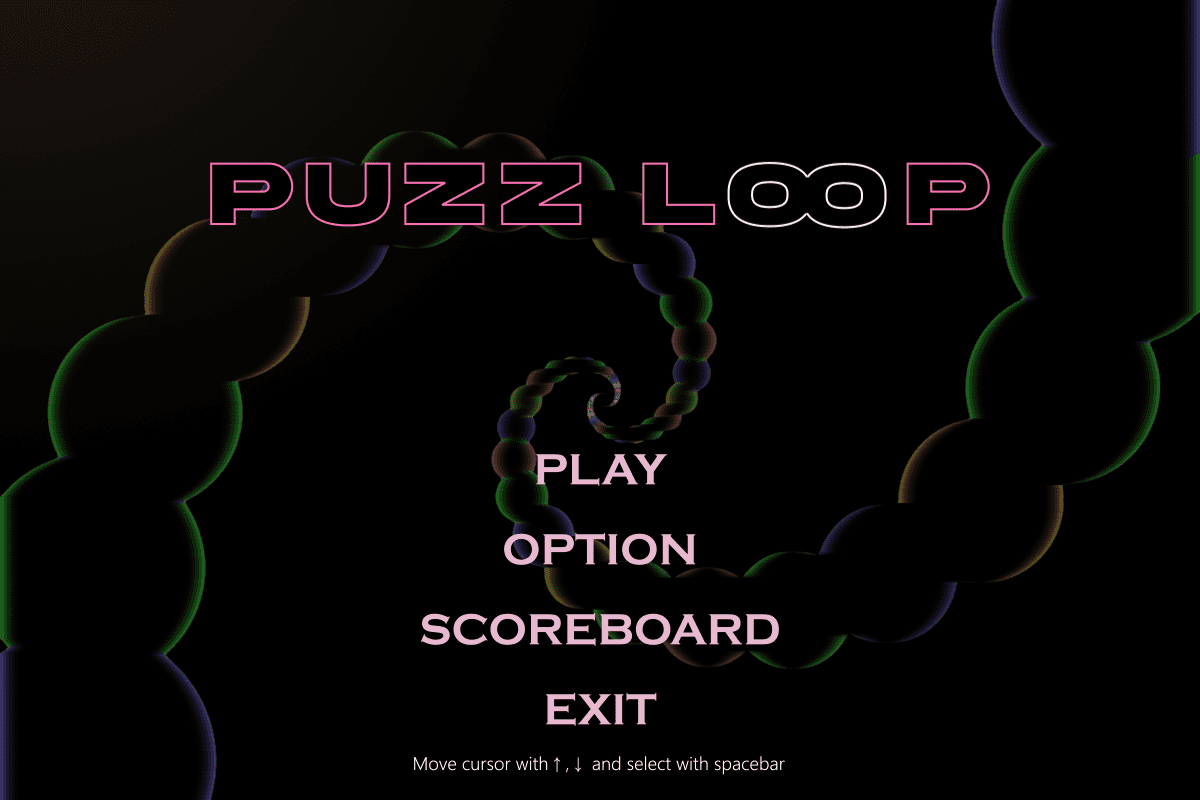 PUZZ LOOP
PLAY
OPTION
SCOREBOARD
EXIT
Move cursor with ↑ , ↓ and select with spacebar